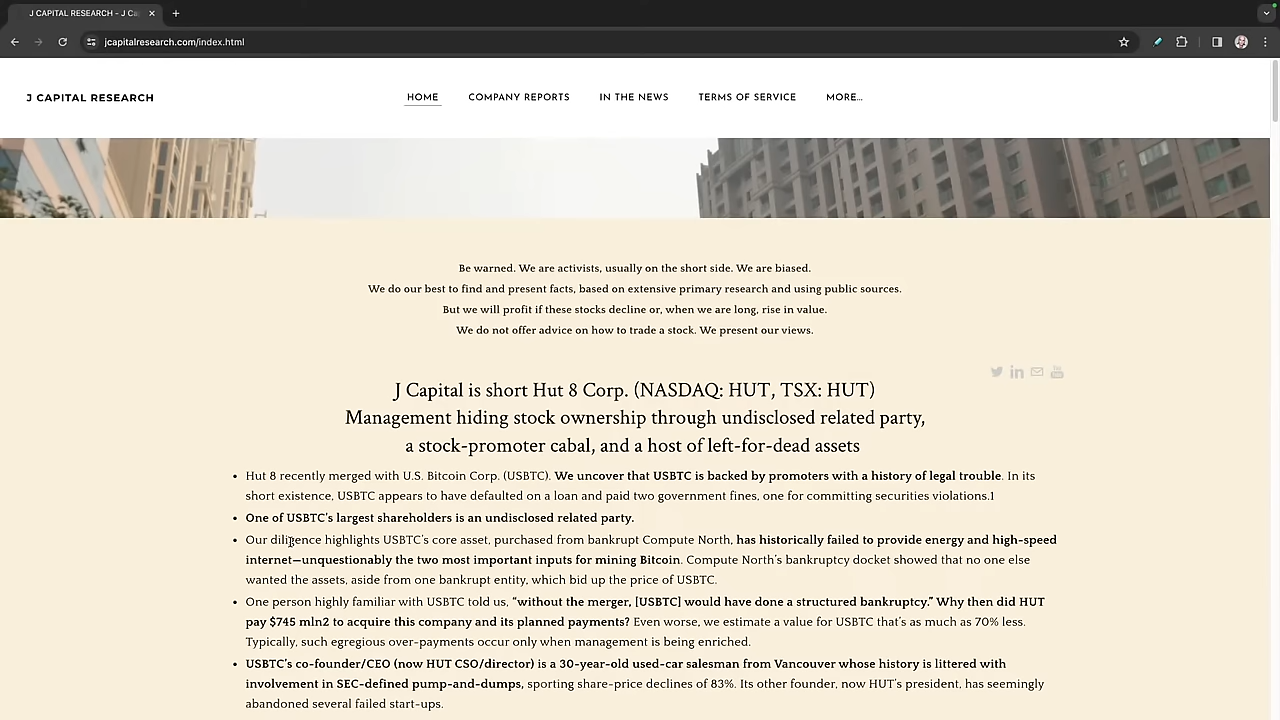 J CAPITAL RESEARCH - J Ca
jcapitalresearch.com/index.html
J CAPITAL RESEARCH
HOME
COMPANY REPORTS
IN THE NEWS
TERMS OF SERVICE
MORE...
Be warned. We are activists, usually on the short side. We are biased.
We do our best to find and present facts, based on extensive primary research and using public sources.
But we will profit if these stocks decline or, when we are long, rise in value.
We do not offer advice on how to trade a stock. We present our views.
J Capital is short Hut 8 Corp. (NASDAQ: HUT, TSX: HUT)
Management hiding stock ownership through undisclosed related party,
a stock-promoter cabal, and a host of left-for-dead assets
• Hut 8 recently merged with U.S. Bitcoin Corp. (USBTC). We uncover that USBTC is backed by promoters with a history of legal trouble. In its
short existence, USBTC appears to have defaulted on a loan and paid two government fines, one for committing securities violations.1
• One of USBTC's largest shareholders is an undisclosed related party.
• Our diligence highlights USBTC's core asset, purchased from bankrupt Compute North, has historically failed to provide energy and high-speed
internet—unquestionably the two most important inputs for mining Bitcoin. Compute North's bankruptcy docket showed that no one else
wanted the assets, aside from one bankrupt entity, which bid up the price of USBTC.
• One person highly familiar with USBTC told us, "without the merger, [USBTC] would have done a structured bankruptcy." Why then did HUT
pay $745 mln2 to acquire this company and its planned payments? Even worse, we estimate a value for USBTC that's as much as 70% less.
Typically, such egregious over-payments occur only when management is being enriched.
• USBTC's co-founder/CEO (now HUT CSO/director) is a 30-year-old used-car salesman from Vancouver whose history is littered with
involvement in SEC-defined pump-and-dumps, sporting share-price declines of 83%. Its other founder, now HUT's president, has seemingly
abandoned several failed start-ups.